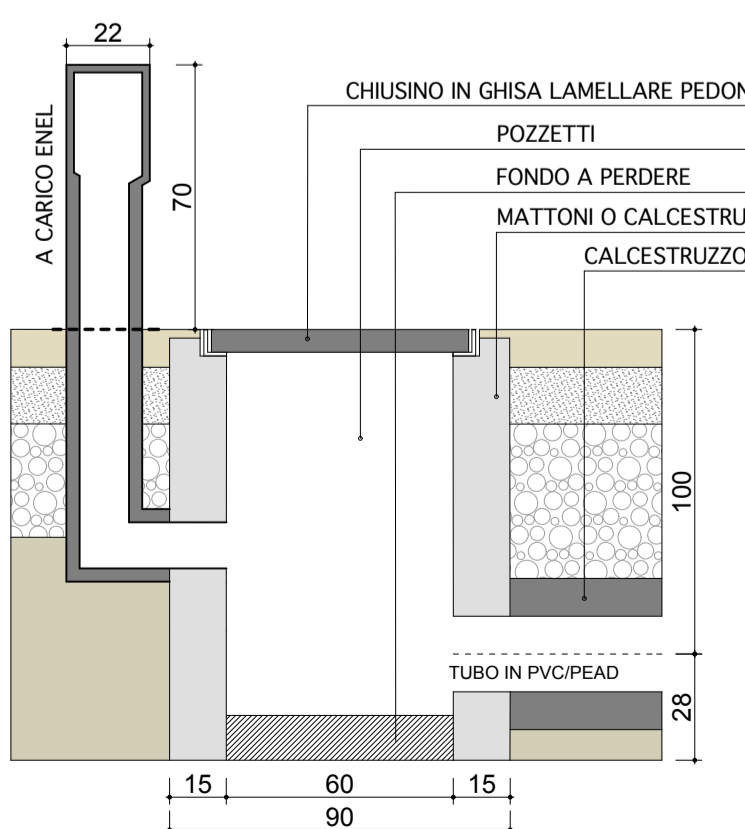 22
A CARICO ENEL
70
CHIUSINO IN GHISA LAMELLARE PEDON
POZZETTI
FONDO A PERDERE
MATTONI O CALCESTRU
CALCESTRUZZO
100
TUBO IN PVC/PEAD
28
15
60
15
90